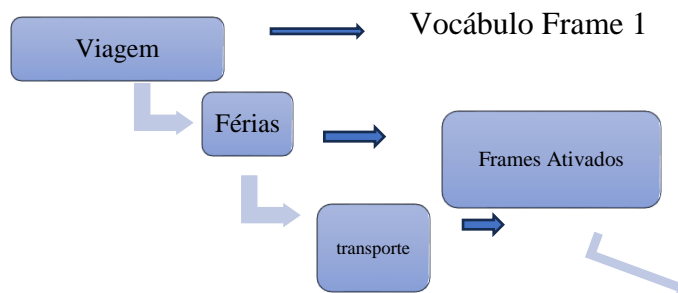 Viagem
Vocábulo Frame 1
Férias
Frames Ativados
transporte